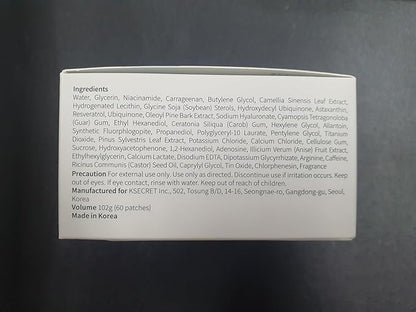 Ingredients
Water, Glycerin, Niacinamide, Carrageenan, Butylene Glycol, Camellia Sinensis Leaf Extract,
Hydrogenated Lecithin, Glycine Soja (Soybean) Sterols, Hydroxydecyl Ubiquinone, Astaxanthin,
Resveratrol, Ubiquinone, Oleoyl Pine Bark Extract, Sodium Hyaluronate, Cyamopsis Tetragonoloba
(Guar) Gum, Ethyl Hexanediol, Ceratonia Siliqua (Carob) Gum, Hexylene Glycol, Allantoin,
Synthetic Fluorphlogopite, Propanediol, Polyglyceryl-10 Laurate, Pentylene Glycol, Titanium
Dioxide, Pinus Sylvestris Leaf Extract, Potassium Chloride, Calcium Chloride, Cellulose Gum,
Sucrose, Hydroxyacetophenone, 1,2-Hexanediol, Adenosine, Illicium Verum (Anise) Fruit Extract,
Ethylhexylglycerin, Calcium Lactate, Disodium EDTA, Dipotassium Glycyrrhizate, Arginine, Caffeine,
Ricinus Communis (Castor) Seed Oil, Caprylyl Glycol, Tin Oxide, Chlorphenesin, Fragrance
Precaution For external use only. Use only as directed. Discontinue use if irritation occurs. Keep
out of eyes. If eye contact, rinse with water. Keep out of reach of children.
Manufactured for KSECRET Inc., 502, Tosung B/D, 14-16, Seongnae-ro, Gangdong-gu, Seoul,
Korea
Volume 102g (60 patches)
Made in Korea